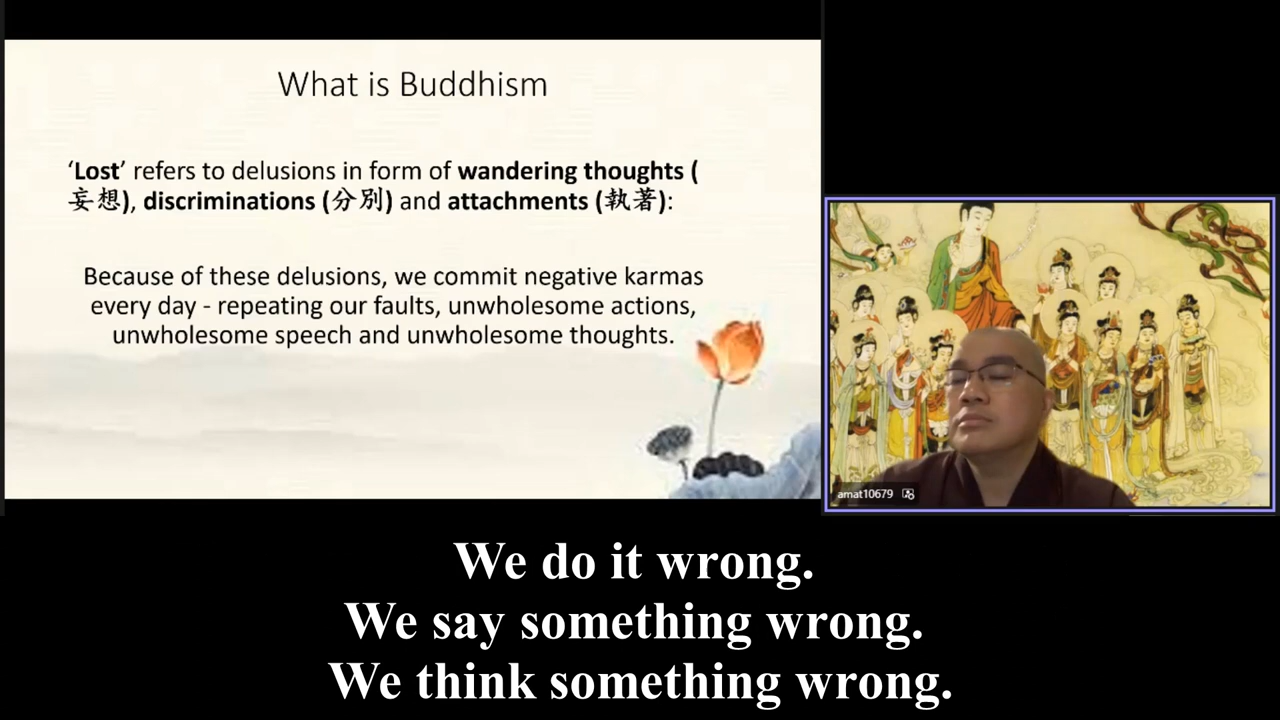 What is Buddhism
‘Lost’ refers to delusions in form of wandering thoughts (
妄想), discriminations (分別) and attachments (執著):
Because of these delusions, we commit negative karmas
every day - repeating our faults, unwholesome actions,
unwholesome speech and unwholesome thoughts.
amat10679
We do it wrong.
We say something wrong.
We think something wrong.